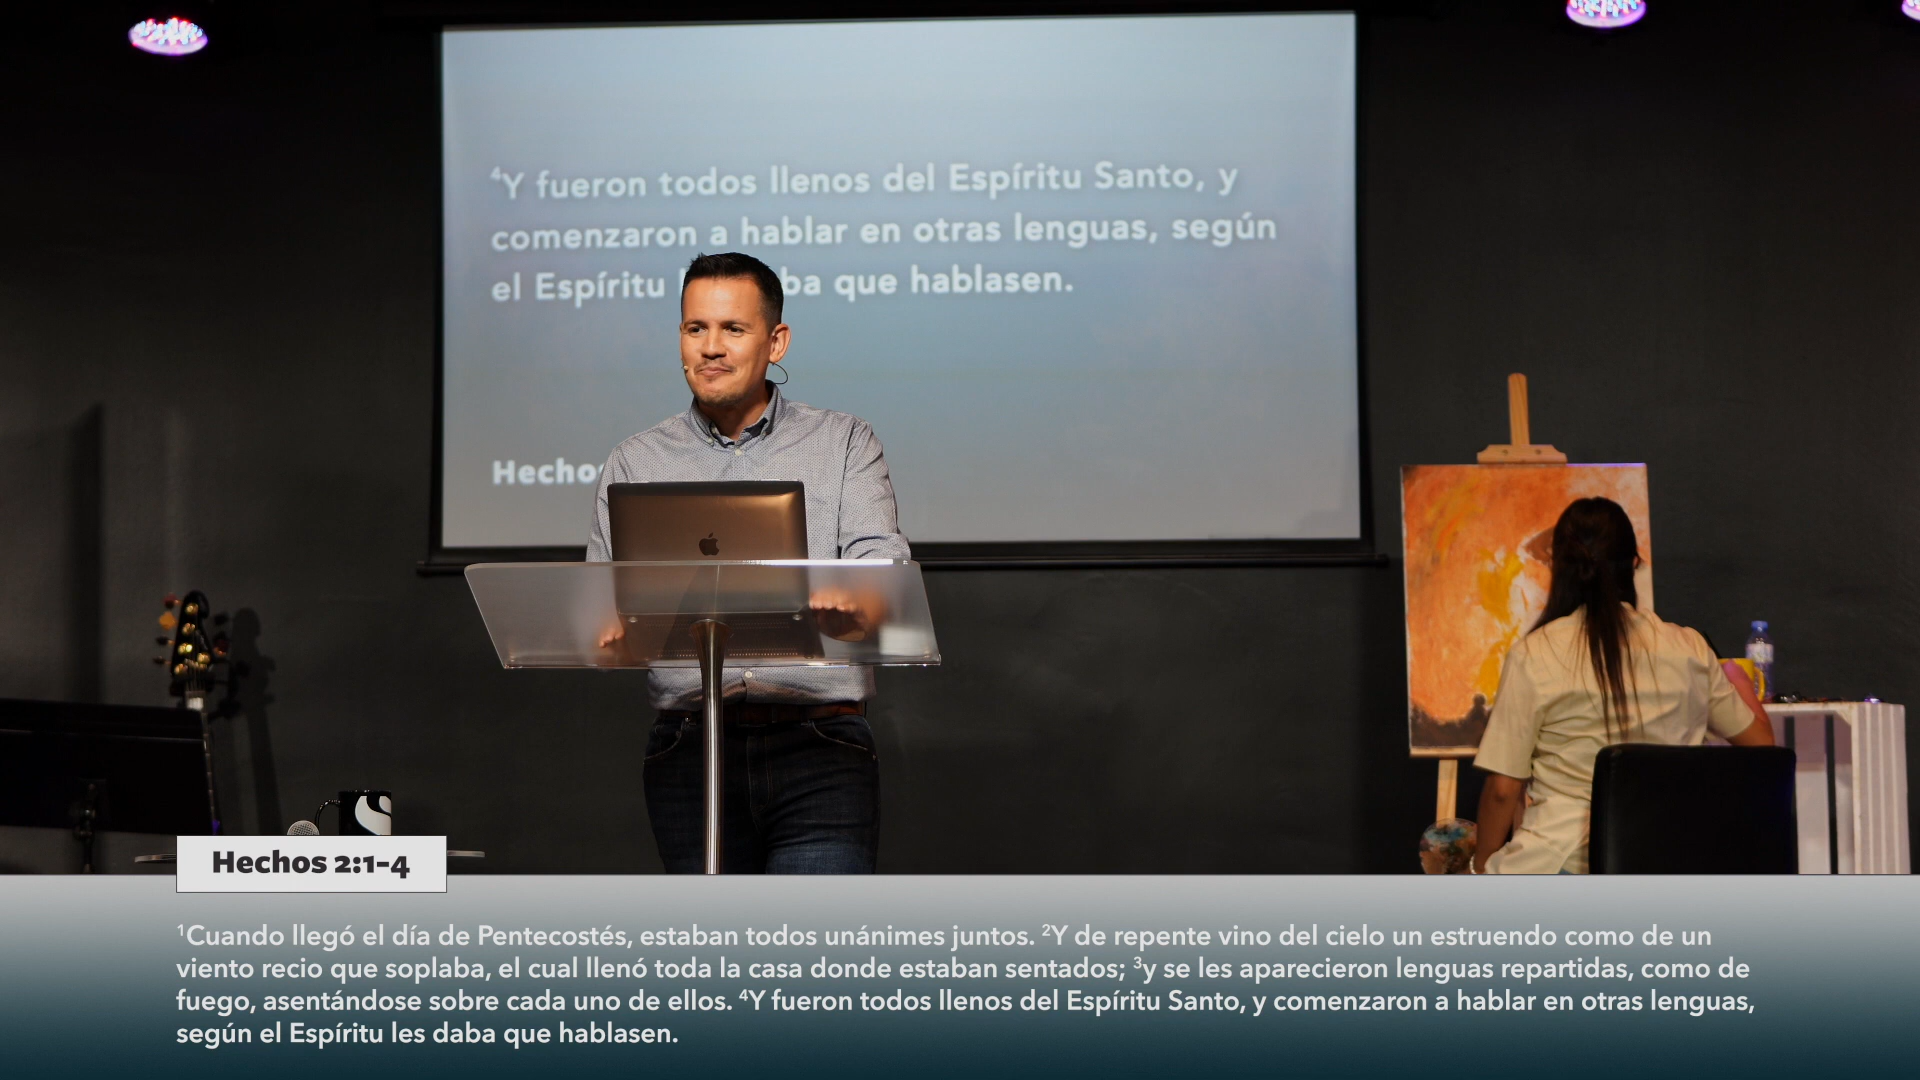 ⁴Y fueron todos llenos del Espíritu Santo, y
comenzaron a hablar en otras lenguas, según
el Espíritu que hablasen.
Hechos 2:1-4
¹Cuando llegó el día de Pentecostés, estaban todos unánimes juntos. ²Y de repente vino del cielo un estruendo como de un
viento recio que soplaba, el cual llenó toda la casa donde estaban sentados; ³y se les aparecieron lenguas repartidas, como de
fuego, asentándose sobre cada uno de ellos. ⁴Y fueron todos llenos del Espíritu Santo, y comenzaron a hablar en otras lenguas,
según el Espíritu les daba que hablasen.